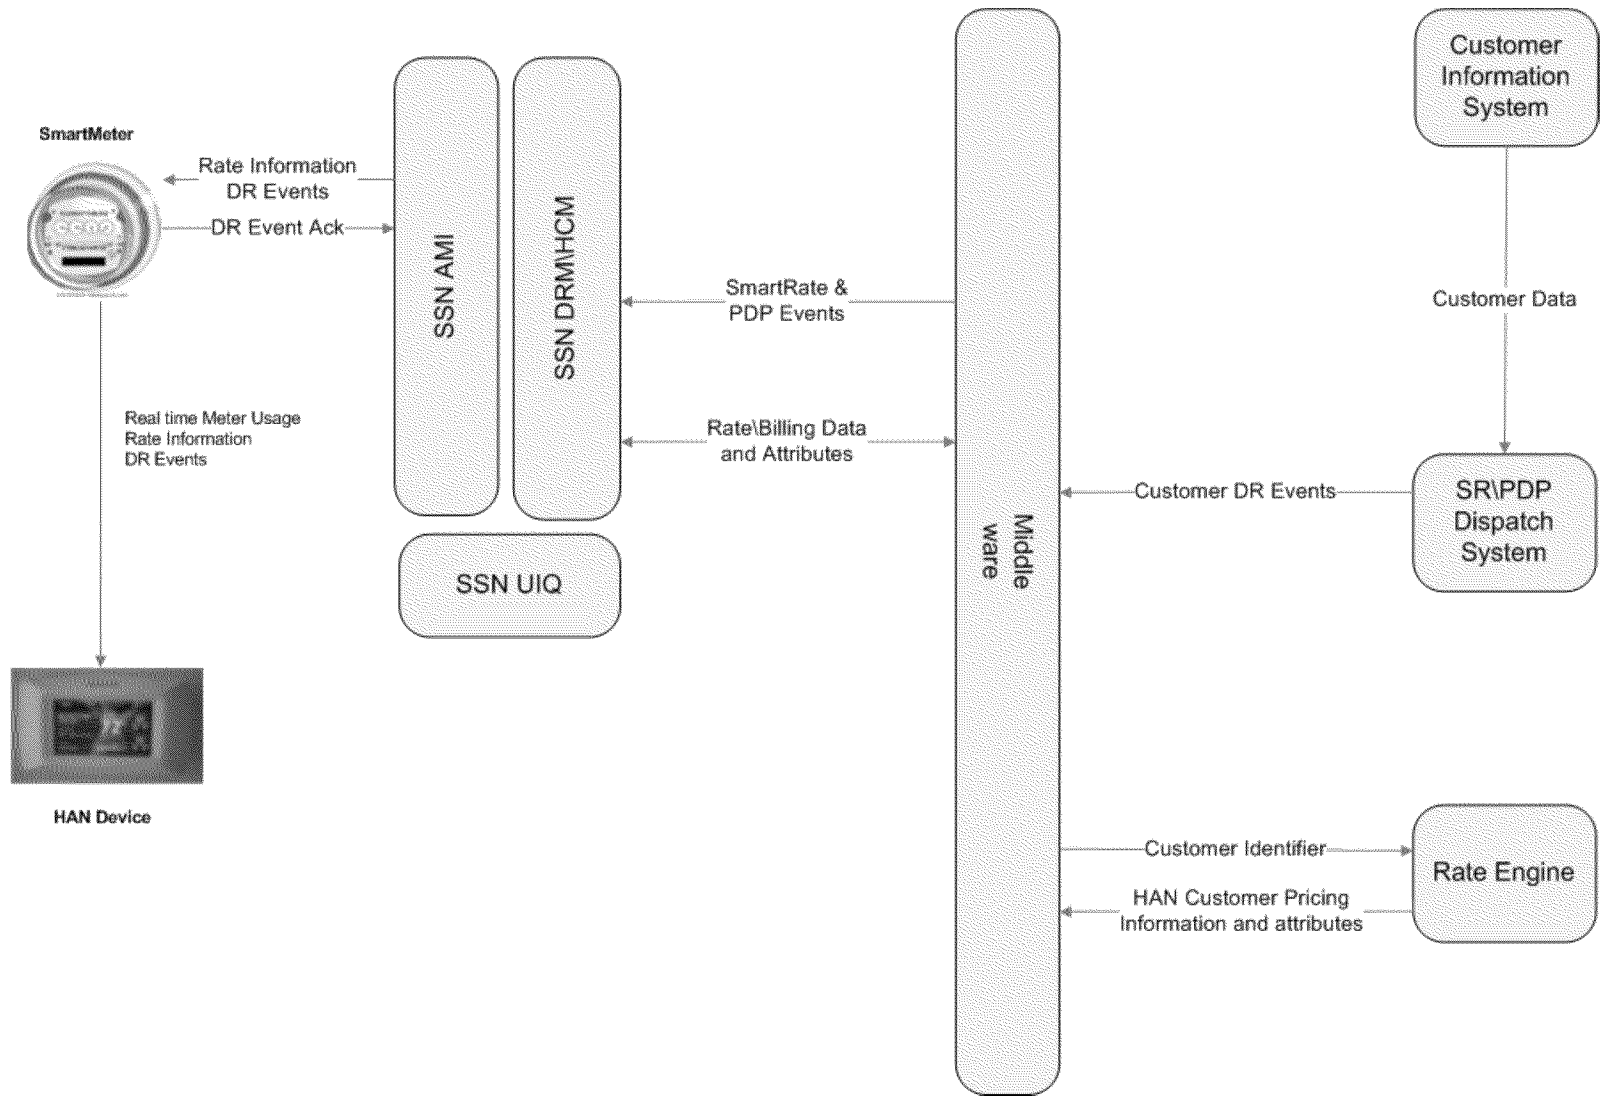 Customer
Information
System
SmartMeter
Rate Information
DR Events
DR Event Ack
SSN AMI
SSN DRM\HCM
SmartRate &
PDP Events
Customer Data
Real time Meter Usage
Rate Information
DR Events
Rate\Billing Data
and Attributes
Customer DR Events
SR\PDP
Dispatch
System
Middle
ware
SSN UIQ
HAN Device
Customer Identifier
Rate Engine
HAN Customer Pricing
Information and attributes